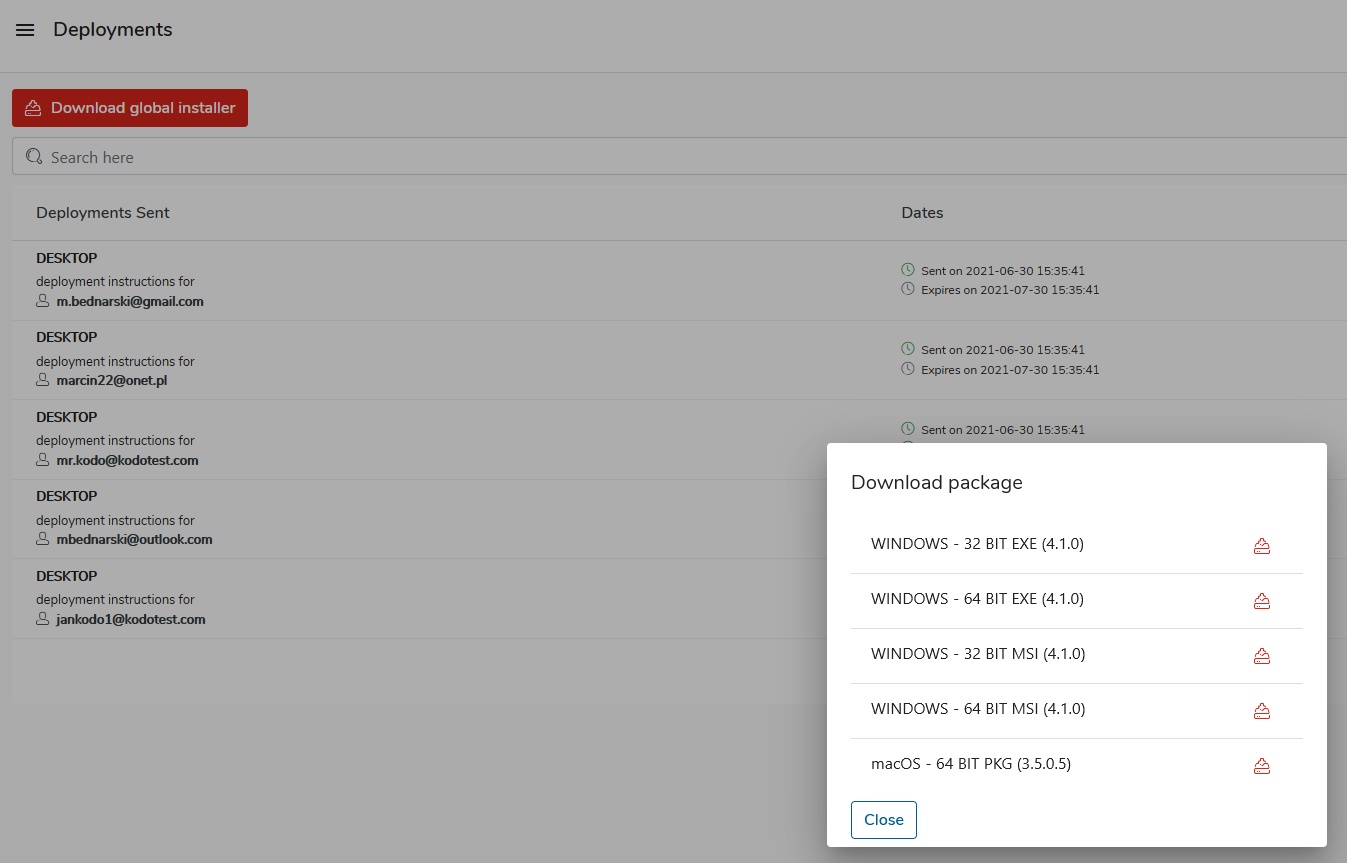 Deployments
Download global installer
Search here
Deployments Sent Dates
DESKTOP
deployment instructions for
m.bednarski@gmail.com
Sent on 2021-06-30 15:35:41
Expires on 2021-07-30 15:35:41
DESKTOP
deployment instructions for
marcin22@onet.pl
Sent on 2021-06-30 15:35:41
Expires on 2021-07-30 15:35:41
DESKTOP
deployment instructions for
mr.kodo@kodotest.com
Sent on 2021-06-30 15:35:41
DESKTOP
deployment instructions for
mbednarski@outlook.com
DESKTOP
deployment instructions for
jankodo1@kodotest.com
Download package
WINDOWS - 32 BIT EXE (4.1.0)
WINDOWS - 64 BIT EXE (4.1.0)
WINDOWS - 32 BIT MSI (4.1.0)
WINDOWS - 64 BIT MSI (4.1.0)
macOS - 64 BIT PKG (3.5.0.5)
Close